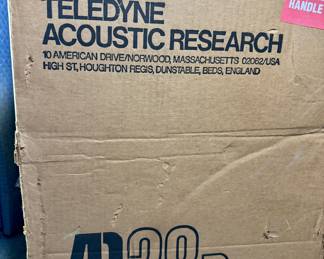 HANDLE
TELEDYNE
ACOUSTIC RESEARCH
10 AMERICAN DRIVE/NORWOOD, MASSACHUSETTS 02062/USA
HIGH ST, HOUGHTON REGIS, DUNSTABLE, BEDS, ENGLAND